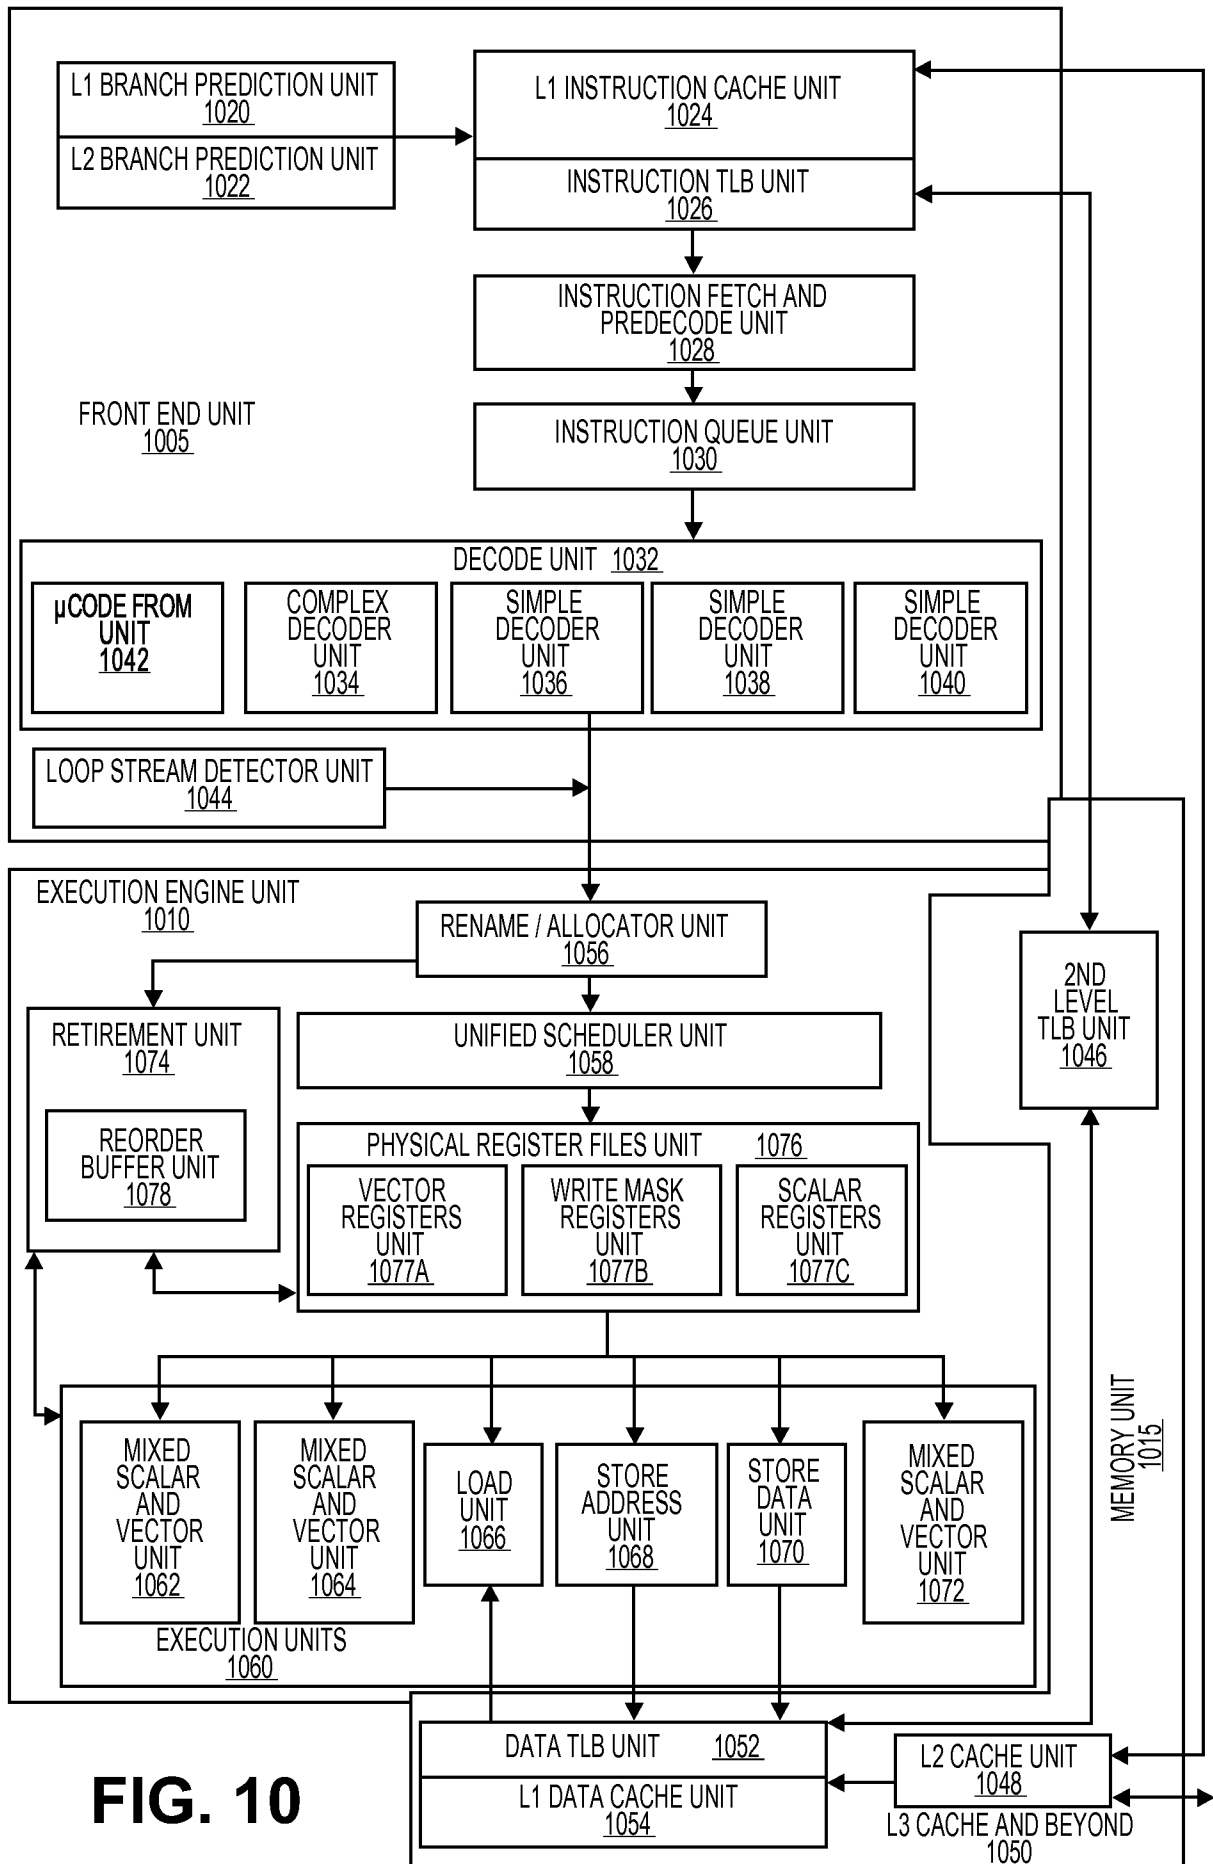 L1 BRANCH PREDICTION UNIT
1020
L2 BRANCH PREDICTION UNIT
1022
L1 INSTRUCTION CACHE UNIT
1024
INSTRUCTION TLB UNIT
1026
INSTRUCTION FETCH AND
PREDECODE UNIT
1028
FRONT END UNIT
1005
INSTRUCTION QUEUE UNIT
1030
DECODE UNIT 1032
µCODE FROM
UNIT
1042
COMPLEX
DECODER
UNIT
1034
SIMPLE
DECODER
UNIT
1036
SIMPLE
DECODER
UNIT
1038
SIMPLE
DECODER
UNIT
1040
LOOP STREAM DETECTOR UNIT
1044
EXECUTION ENGINE UNIT
1010
RENAME / ALLOCATOR UNIT
1056
2ND
LEVEL
TLB UNIT
1046
RETIREMENT UNIT
1074
UNIFIED SCHEDULER UNIT
1058
REORDER
BUFFER UNIT
1078
PHYSICAL REGISTER FILES UNIT 1076
VECTOR
REGISTERS
UNIT
1077A
WRITE MASK
REGISTERS
UNIT
1077B
SCALAR
REGISTERS
UNIT
1077C
MEMORY UNIT
1015
MIXED
SCALAR
AND
VECTOR
UNIT
1062
MIXED
SCALAR
AND
VECTOR
UNIT
1064
LOAD
UNIT
1066
STORE
ADDRESS
UNIT
1068
STORE
DATA
UNIT
1070
MIXED
SCALAR
AND
VECTOR
UNIT
1072
EXECUTION UNITS
1060
DATA TLB UNIT 1052
L1 DATA CACHE UNIT
1054
L2 CACHE UNIT
1048
L3 CACHE AND BEYOND
1050
FIG. 10